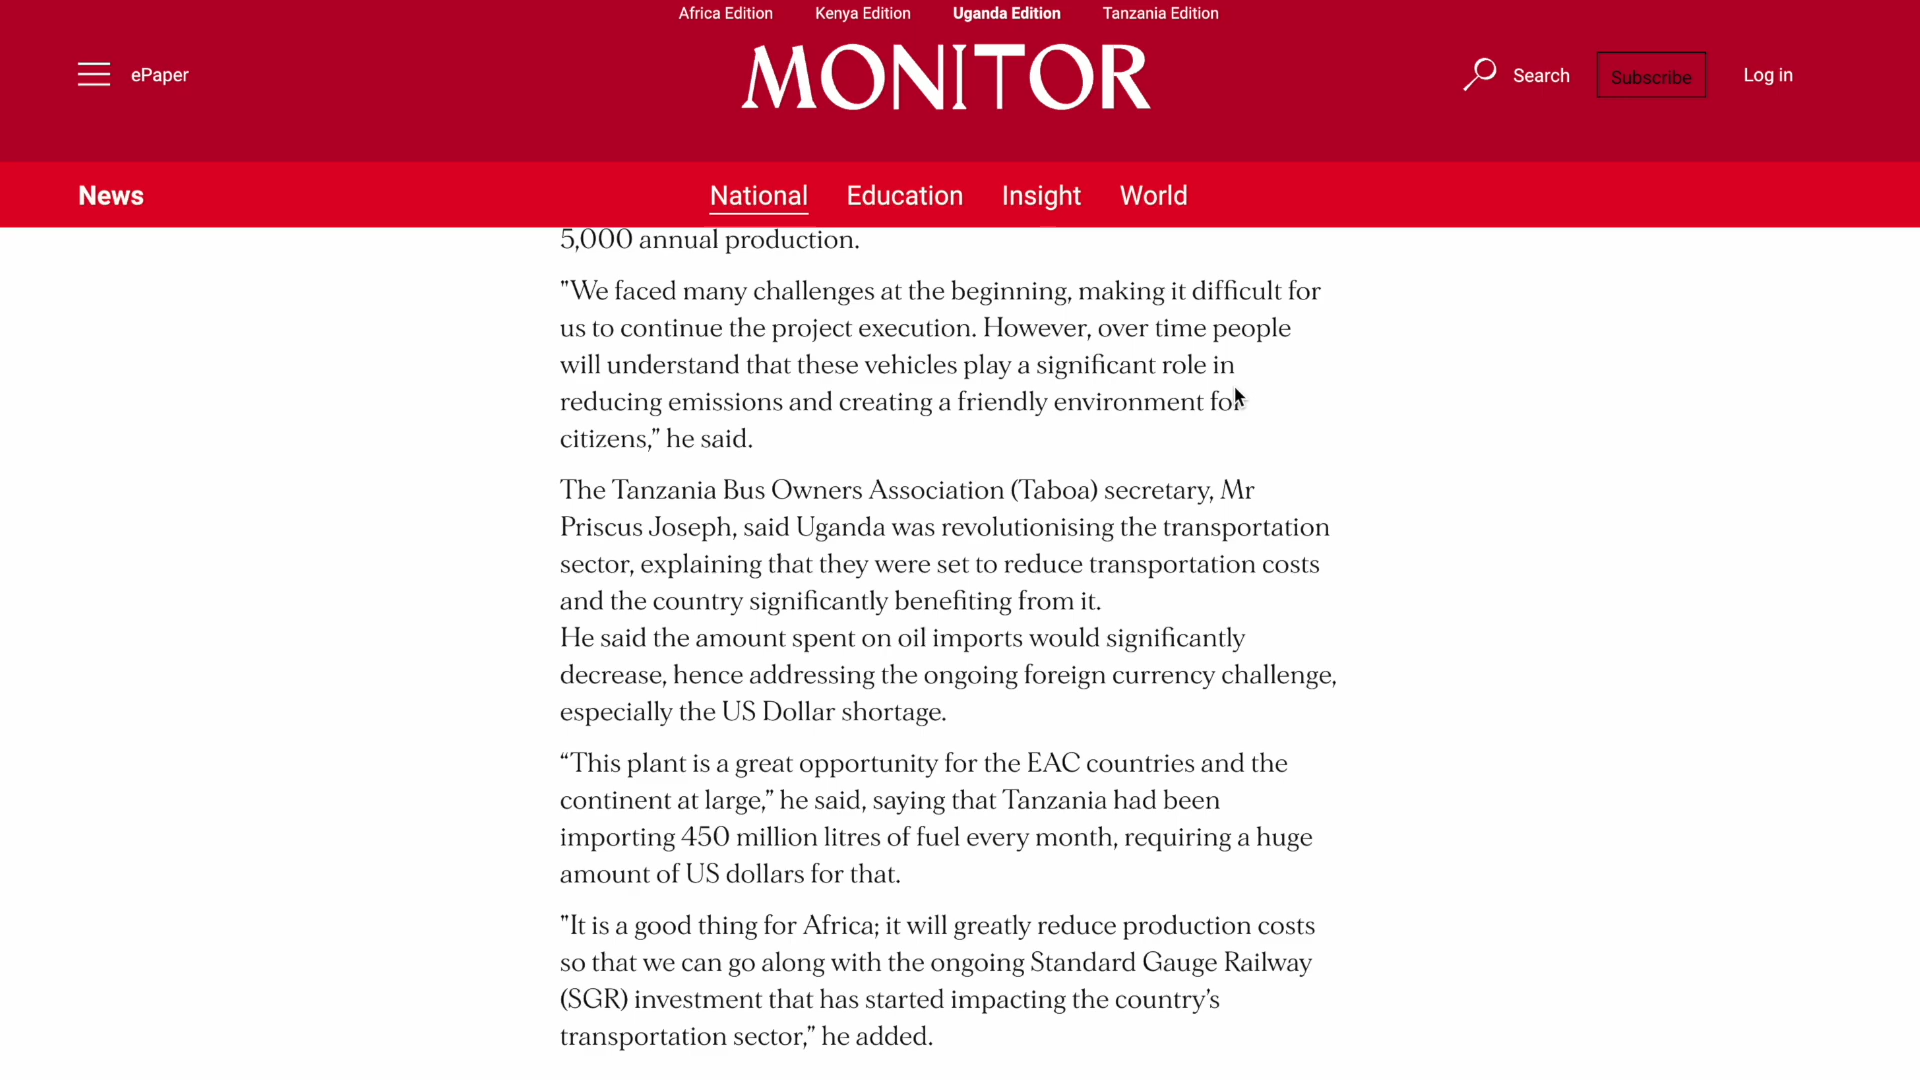 Africa Edition Kenya Edition Uganda Edition Tanzania Edition
MONITOR
ePaper
Search
Subscribe
Log in
News
National Education Insight World
5,000 annual production.
"We faced many challenges at the beginning, making it difficult for
us to continue the project execution. However, over time people
will understand that these vehicles play a significant role in
reducing emissions and creating a friendly environment for
citizens,” he said.
The Tanzania Bus Owners Association (Taboa) secretary, Mr
Priscus Joseph, said Uganda was revolutionising the transportation
sector, explaining that they were set to reduce transportation costs
and the country significantly benefiting from it.
He said the amount spent on oil imports would significantly
decrease, hence addressing the ongoing foreign currency challenge,
especially the US Dollar shortage.
“This plant is a great opportunity for the EAC countries and the
continent at large,” he said, saying that Tanzania had been
importing 450 million litres of fuel every month, requiring a huge
amount of US dollars for that.
"It is a good thing for Africa; it will greatly reduce production costs
so that we can go along with the ongoing Standard Gauge Railway
(SGR) investment that has started impacting the country’s
transportation sector,” he added.